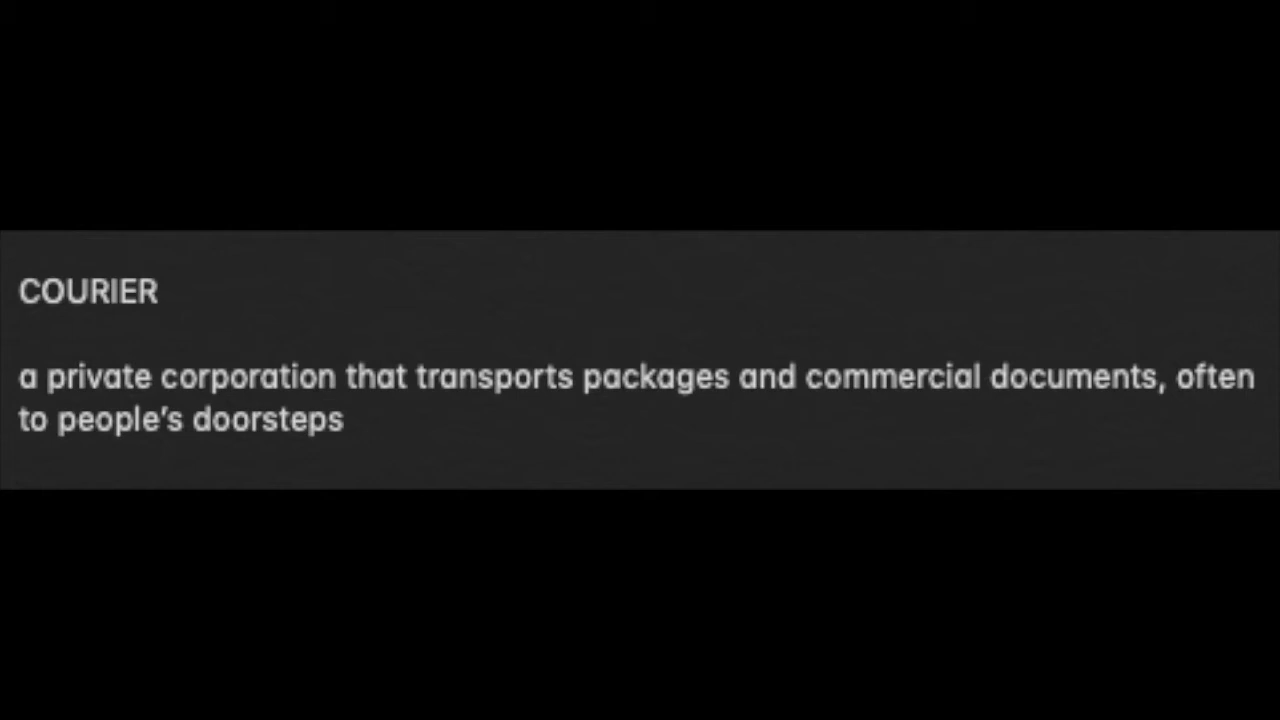 COURIER
a private corporation that transports packages and commercial documents, often
to people's doorsteps